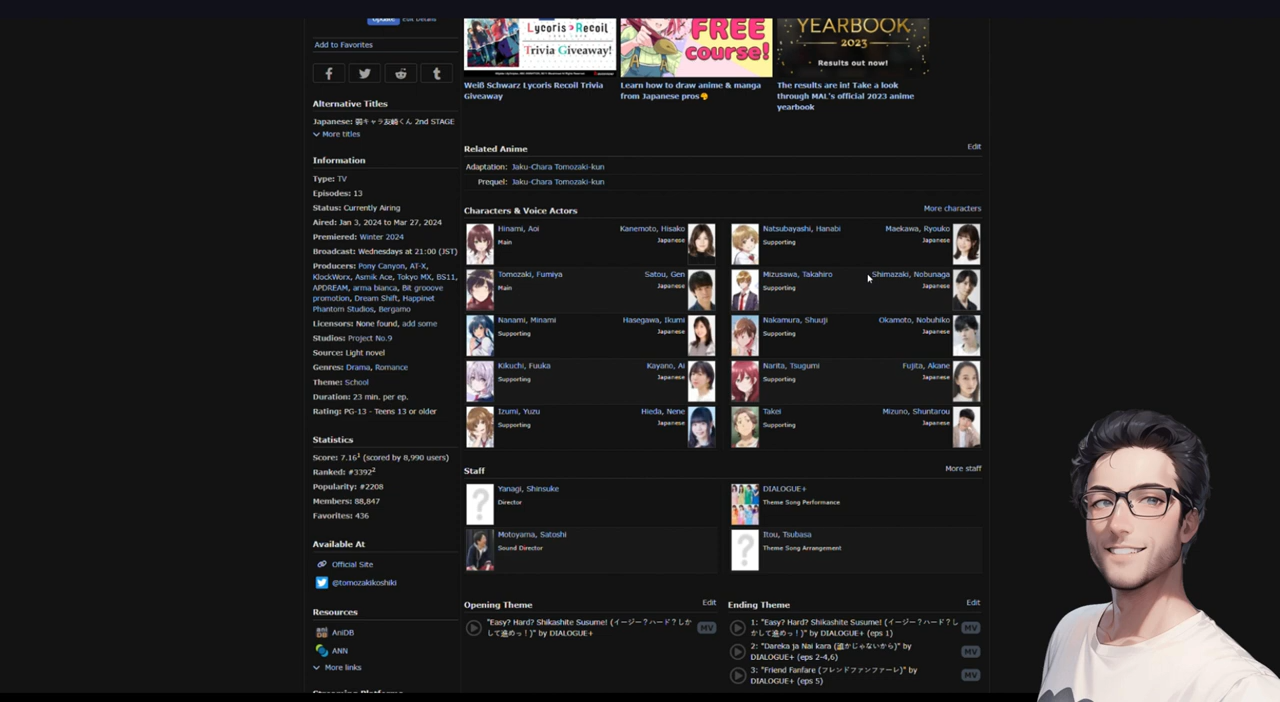 Update
Edit Details
Add to Favorites
Alternative Titles
Japanese: 弱キャラ友崎くん 2nd STAGE
More titles
Information
Type: TV
Episodes: 13
Status: Currently Airing
Aired: Jan 3, 2024 to Mar 27, 2024
Premiered: Winter 2024
Broadcast: Wednesdays at 21:00 (JST)
Producers: Pony Canyon, AT-X,
KlockWorx, Asmik Ace, Tokyo MX, BS11,
APDREAM, arma bianca, Bit grooove
promotion, Dream Shift, Happinet
Phantom Studios, Bergamo
Licensors: None found, add some
Studios: Project No.9
Source: Light novel
Genres: Drama, Romance
Theme: School
Duration: 23 min. per ep.
Rating: PG-13 - Teens 13 or older
Statistics
Score: 7.16¹ (scored by 8,990 users)
Ranked: #3392²
Popularity: #2208
Members: 88,847
Favorites: 436
Available At
Official Site
@tomozakikoshiki
Resources
AniDB
ANN
More links
Streaming Platforms
Lycoris Recoil
Trivia Giveaway!
FREE
course!
YEARBOOK
2023
Results out now!
Weiß Schwarz Lycoris Recoil Trivia
Giveaway
Learn how to draw anime & manga
from Japanese pros
The results are in! Take a look
through MAL's official 2023 anime
yearbook
Related Anime
Edit
Adaptation: Jaku-Chara Tomozaki-kun
Prequel: Jaku-Chara Tomozaki-kun
Characters & Voice Actors
More characters
Hinami, Aoi
Main
Kanemoto, Hisako
Japanese
Natsubayashi, Hanabi
Supporting
Maekawa, Ryouko
Japanese
Tomozaki, Fumiya
Main
Satou, Gen
Japanese
Mizusawa, Takahiro
Supporting
Shimazaki, Nobunaga
Japanese
Nanami, Minami
Supporting
Hasegawa, Ikumi
Japanese
Nakamura, Shuuji
Supporting
Okamoto, Nobuhiko
Japanese
Kikuchi, Fuuka
Supporting
Kayano, Ai
Japanese
Narita, Tsugumi
Supporting
Fujita, Akane
Japanese
Izumi, Yuzu
Supporting
Hieda, Nene
Japanese
Takei
Supporting
Mizuno, Shuntarou
Japanese
Staff
More staff
Yanagi, Shinsuke
Director
DIALOGUE+
Theme Song Performance
Motoyama, Satoshi
Sound Director
Itou, Tsubasa
Theme Song Arrangement
Opening Theme
Edit
"Easy? Hard? Shikashite Susume! (イージー？ハード？しか
して進めっ！)" by DIALOGUE+
MV
Ending Theme
Edit
1: "Easy? Hard? Shikashite Susume! (イージー？ハード？し
かして進めっ！)" by DIALOGUE+ (eps 1)
MV
2: "Dareka ja Nai kara (誰かじゃないから)" by
DIALOGUE+ (eps 2-4,6)
MV
3: "Friend Fanfare (フレンドファンファーレ)" by
DIALOGUE+ (eps 5)
MV